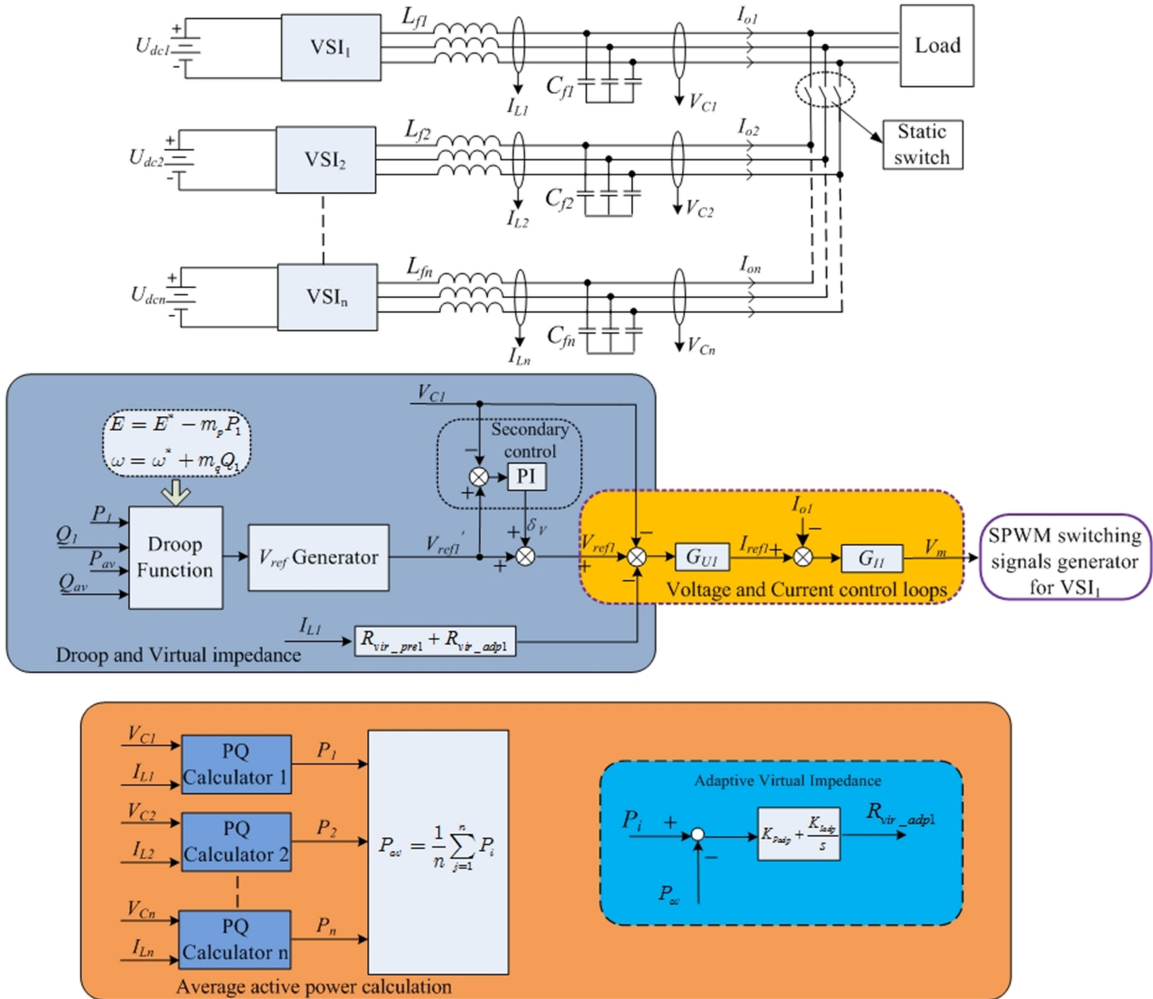 L_f1
I_o1
+
U_dc1
-
VSI_1
Load
C_f1
I_L1
V_C1
L_f2
I_o2
Static
switch
+
U_dc2
-
VSI_2
C_f2
I_L2
V_C2
L_fn
I_on
+
U_dcn
-
VSI_n
C_fn
I_Ln
V_Cn
V_C1
E = E^* − m_p P_1
ω = ω^* + m_q Q_1
Secondary
control
−
PI
+
P_1
Q_1
P_av
Q_av
Droop
Function
V_ref Generator
V_ref1'
+ δ_V
+
V_ref1
+
−
−
G_U1
I_ref1
+
I_o1
−
G_I1
V_m
Voltage and Current control loops
SPWM switching
signals generator
for VSI_1
I_L1
R_vir_pre1 + R_vir_adp1
Droop and Virtual impedance
V_C1
I_L1
PQ
Calculator 1
P_1
V_C2
I_L2
PQ
Calculator 2
P_2
V_Cn
I_Ln
PQ
Calculator n
P_n
P_av = 1/n ∑_{j=1}^{n} P_i
Average active power calculation
Adaptive Virtual Impedance
P_i +
−
P_av
K_Padp + K_Iadp/s
R_vir_adp1